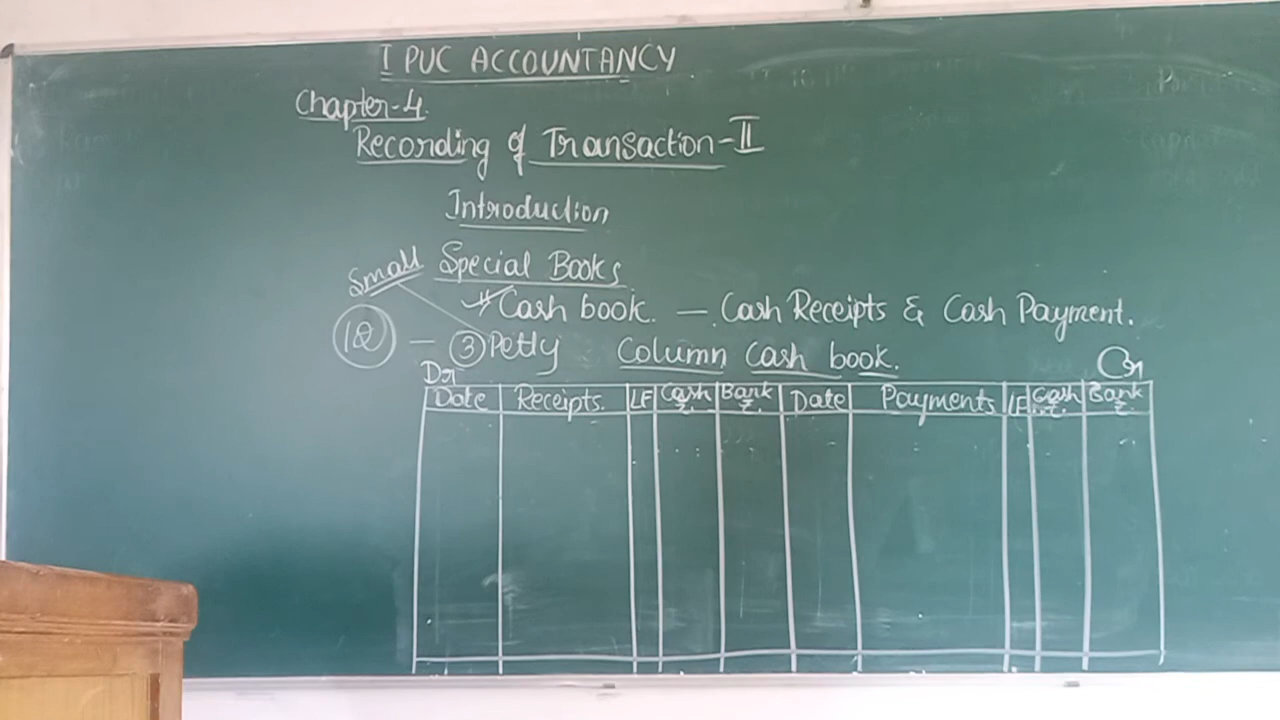 I PUC ACCOUNTANCY
Chapter-4.
Recording of Transaction-II
Introduction
Small Special Books
Cash book. — Cash Receipts & Cash Payment.
12 — 3 Petty Column Cash book.
Dr Cr
Date Receipts. LF Cash ₹. Bank ₹. Date Payments LF Cash ₹. Bank ₹.